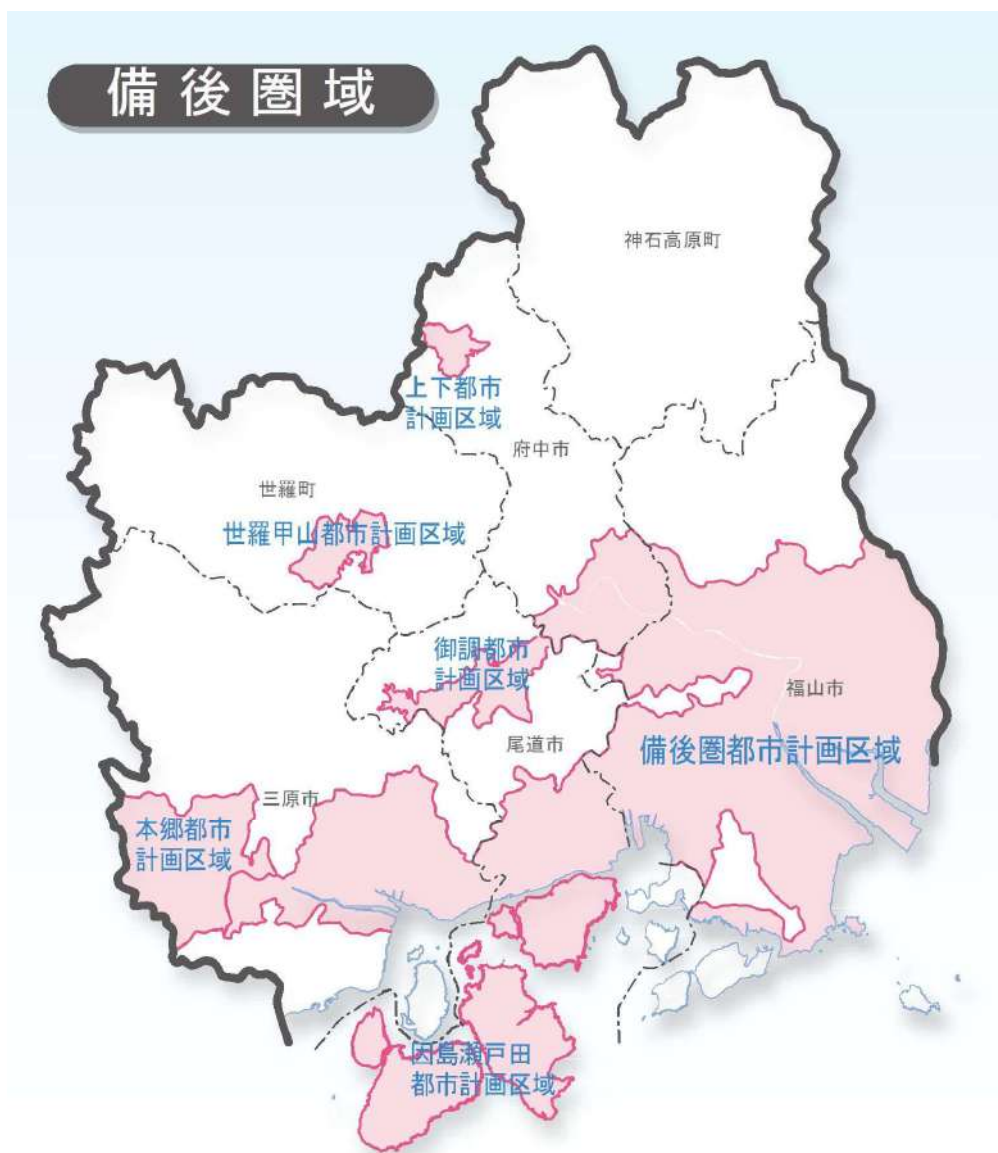 備後圏域
神石高原町
上下都市
計画区域
府中市
世羅町
世羅甲山都市計画区域
御調都市
計画区域
福山市
尾道市
備後圏都市計画区域
三原市
本郷都市
計画区域
因島瀬戸田
都市計画区域